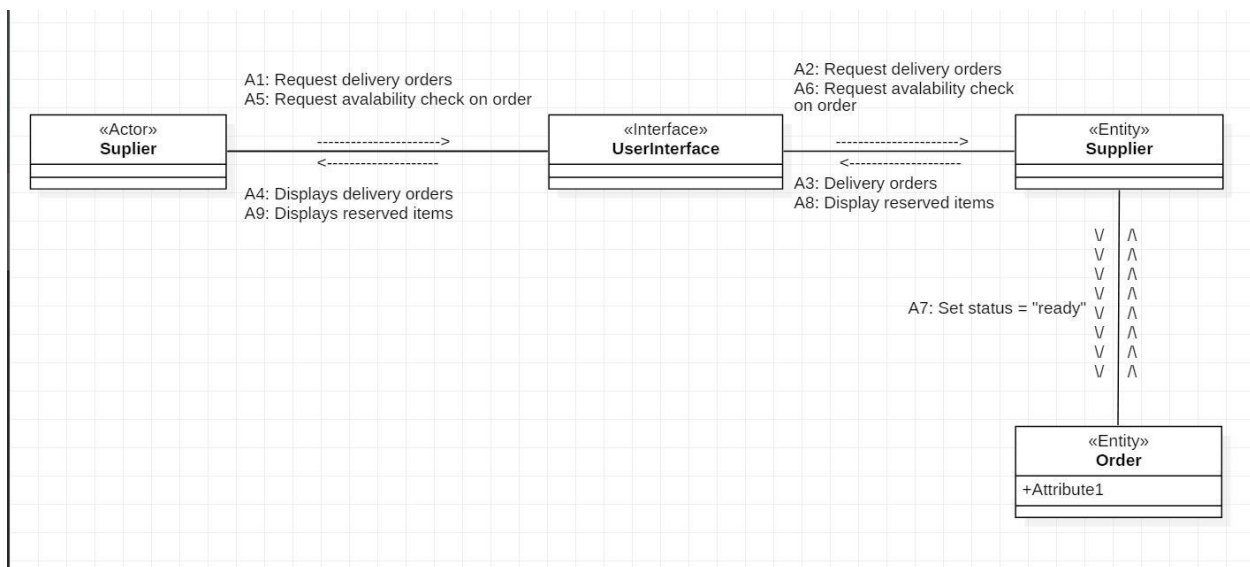 A1: Request delivery orders
A5: Request avalability check on order
A2: Request delivery orders
A6: Request avalability check
on order
«Actor»
Suplier
---------------------->
<--------------------
«Interface»
UserInterface
---------------------->
<--------------------
«Entity»
Supplier
A4: Displays delivery orders
A9: Displays reserved items
A3: Delivery orders
A8: Display reserved items
\/ /\
\/ /\
\/ /\
\/ /\
A7: Set status = "ready" \/ /\
\/ /\
\/ /\
\/ /\
«Entity»
Order
+Attribute1